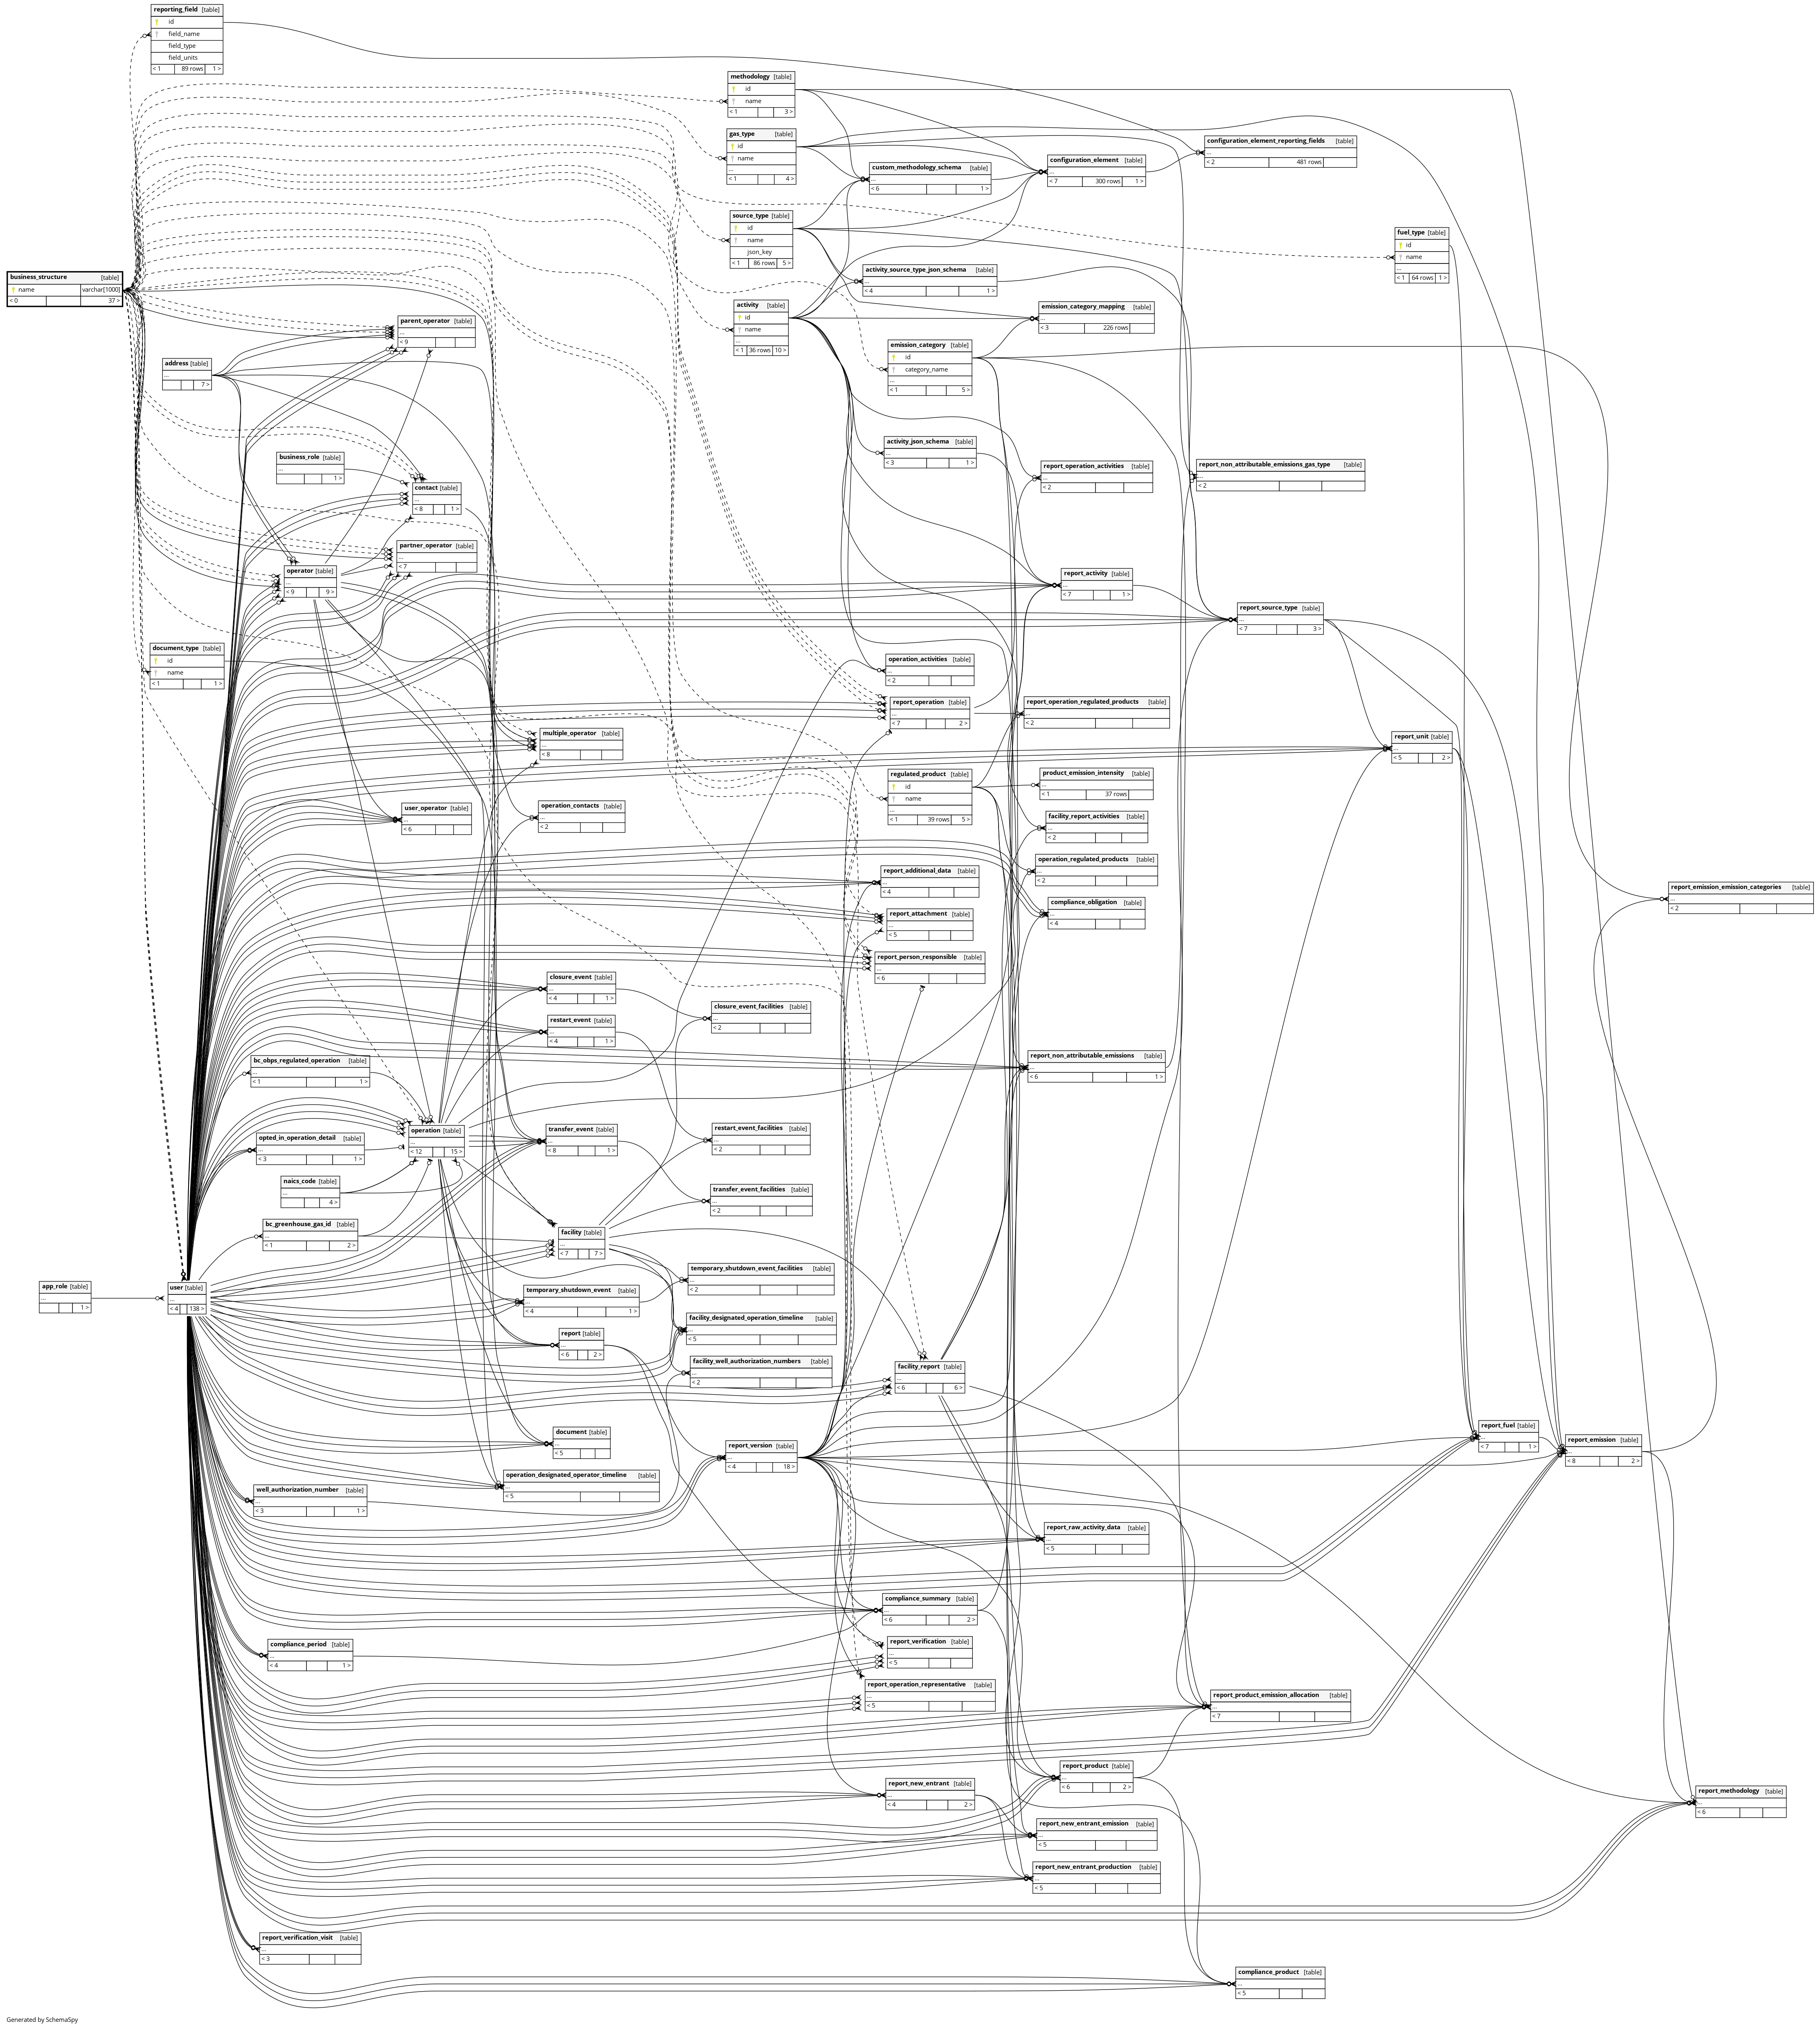 reporting_field [table]
id
field_name
field_type
field_units
< 1 89 rows 1 >
methodology [table]
id
name
< 1 3 >
gas_type [table]
id
name
...
< 1 4 >
configuration_element_reporting_fields [table]
...
< 2 481 rows
configuration_element [table]
...
< 7 300 rows 1 >
custom_methodology_schema [table]
...
< 6 1 >
source_type [table]
id
name
json_key
< 1 86 rows 5 >
fuel_type [table]
id
name
...
< 1 64 rows 1 >
business_structure [table]
name varchar[1000]
< 0 37 >
activity_source_type_json_schema [table]
...
< 4 1 >
activity [table]
id
name
...
< 1 36 rows 10 >
emission_category_mapping [table]
...
< 3 226 rows
parent_operator [table]
...
< 9
emission_category [table]
id
category_name
...
< 1 5 >
address [table]
...
7 >
activity_json_schema [table]
...
< 3 1 >
business_role [table]
...
1 >
report_operation_activities [table]
...
< 2
report_non_attributable_emissions_gas_type [table]
...
< 2
contact [table]
...
< 8 1 >
partner_operator [table]
...
< 7
operator [table]
...
< 9 9 >
report_activity [table]
...
< 7 1 >
report_source_type [table]
...
< 7 3 >
document_type [table]
id
name
< 1 1 >
operation_activities [table]
...
< 2
report_operation [table]
...
< 7 2 >
report_operation_regulated_products [table]
...
< 2
multiple_operator [table]
...
< 8
report_unit [table]
...
< 5 2 >
regulated_product [table]
id
name
...
< 1 39 rows 5 >
product_emission_intensity [table]
...
< 1 37 rows
user_operator [table]
...
< 6
operation_contacts [table]
...
< 2
facility_report_activities [table]
...
< 2
operation_regulated_products [table]
...
< 2
report_additional_data [table]
...
< 4
report_emission_emission_categories [table]
...
< 2
compliance_obligation [table]
...
< 4
report_attachment [table]
...
< 5
report_person_responsible [table]
...
< 6
closure_event [table]
...
< 4 1 >
closure_event_facilities [table]
...
< 2
restart_event [table]
...
< 4 1 >
report_non_attributable_emissions [table]
...
< 6 1 >
bc_obps_regulated_operation [table]
...
< 1 1 >
operation [table]
...
< 12 15 >
transfer_event [table]
...
< 8 1 >
restart_event_facilities [table]
...
< 2
opted_in_operation_detail [table]
...
< 3 1 >
naics_code [table]
...
4 >
transfer_event_facilities [table]
...
< 2
bc_greenhouse_gas_id [table]
...
< 1 2 >
facility [table]
...
< 7 7 >
temporary_shutdown_event_facilities [table]
...
< 2
app_role [table]
...
1 >
user [table]
...
< 4 138 >
temporary_shutdown_event [table]
...
< 4 1 >
facility_designated_operation_timeline [table]
...
< 5
report [table]
...
< 6 2 >
facility_well_authorization_numbers [table]
...
< 2
facility_report [table]
...
< 6 6 >
document [table]
...
< 5
report_version [table]
...
< 4 18 >
report_fuel [table]
...
< 7 1 >
report_emission [table]
...
< 8 2 >
operation_designated_operator_timeline [table]
...
< 5
well_authorization_number [table]
...
< 3 1 >
report_raw_activity_data [table]
...
< 5
compliance_summary [table]
...
< 6 2 >
compliance_period [table]
...
< 4 1 >
report_verification [table]
...
< 5
report_operation_representative [table]
...
< 5
report_product_emission_allocation [table]
...
< 7
report_product [table]
...
< 6 2 >
report_new_entrant [table]
...
< 4 2 >
report_methodology [table]
...
< 6
report_new_entrant_emission [table]
...
< 5
report_new_entrant_production [table]
...
< 5
report_verification_visit [table]
...
< 3
compliance_product [table]
...
< 5
Generated by SchemaSpy